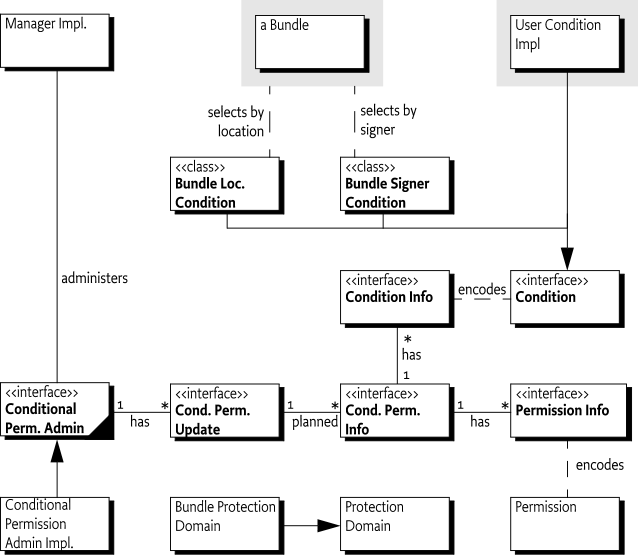 Manager Impl.
a Bundle
User Condition
Impl
selects by
location
selects by
signer
<<class>>
Bundle Loc.
Condition
<<class>>
Bundle Signer
Condition
administers
<<interface>>
Condition Info
encodes
<<interface>>
Condition
*
has
1
<<interface>>
Conditional
Perm. Admin
1
*
has
<<interface>>
Cond. Perm.
Update
1
*
planned
<<interface>>
Cond. Perm.
Info
1
*
has
<<interface>>
Permission Info
encodes
Conditional
Permission
Admin Impl.
Bundle Protection
Domain
Protection
Domain
Permission